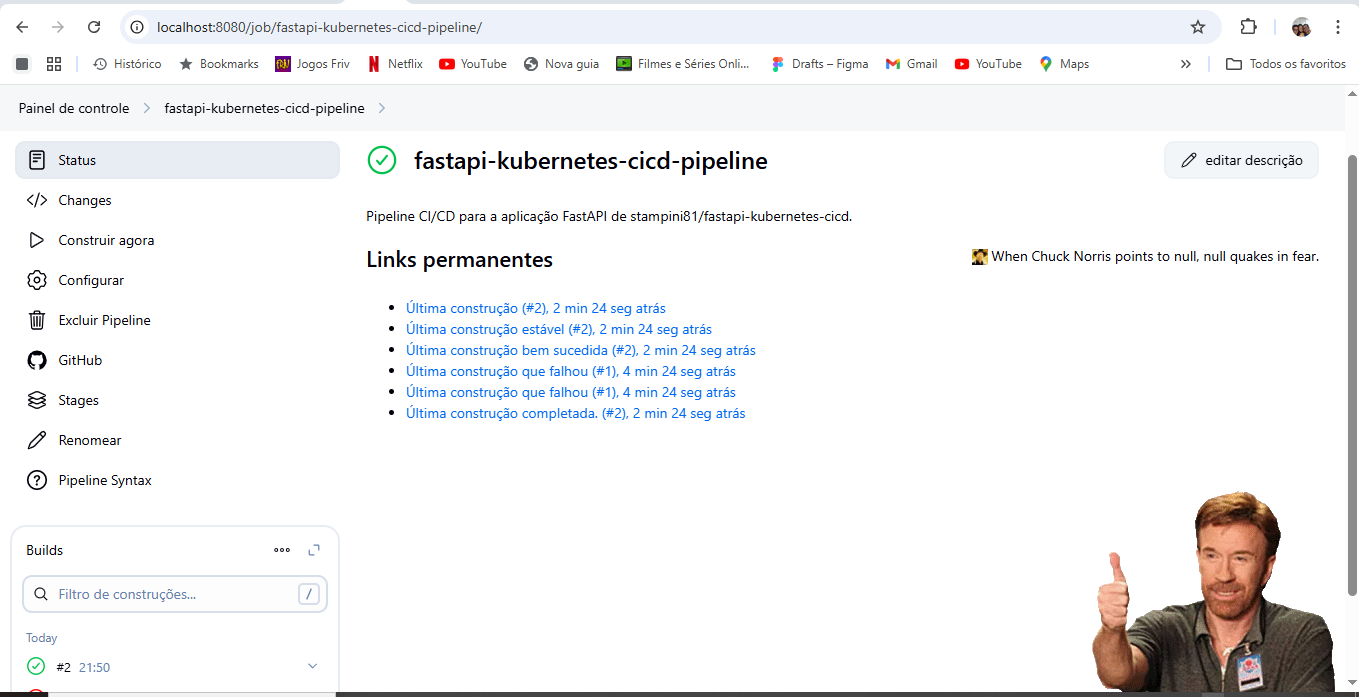 localhost:8080/job/fastapi-kubernetes-cicd-pipeline/
Histórico Bookmarks Jogos Friv Netflix YouTube Nova guia Filmes e Séries Onli... Drafts – Figma Gmail YouTube Maps » Todos os favoritos
Painel de controle > fastapi-kubernetes-cicd-pipeline >
Status
Changes
Construir agora
Configurar
Excluir Pipeline
GitHub
Stages
Renomear
Pipeline Syntax
Builds
Filtro de construções... /
Today
#2 21:50
fastapi-kubernetes-cicd-pipeline
editar descrição
Pipeline CI/CD para a aplicação FastAPI de stampini81/fastapi-kubernetes-cicd.
Links permanentes
When Chuck Norris points to null, null quakes in fear.
Última construção (#2), 2 min 24 seg atrás
Última construção estável (#2), 2 min 24 seg atrás
Última construção bem sucedida (#2), 2 min 24 seg atrás
Última construção que falhou (#1), 4 min 24 seg atrás
Última construção que falhou (#1), 4 min 24 seg atrás
Última construção completada. (#2), 2 min 24 seg atrás